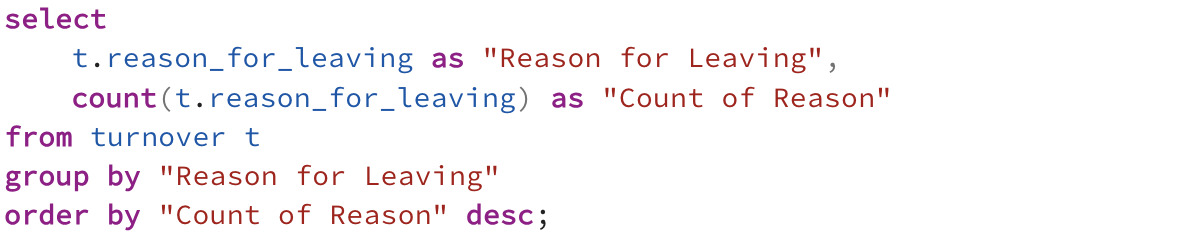 select
    t.reason_for_leaving as "Reason for Leaving",
    count(t.reason_for_leaving) as "Count of Reason"
from turnover t
group by "Reason for Leaving"
order by "Count of Reason" desc;